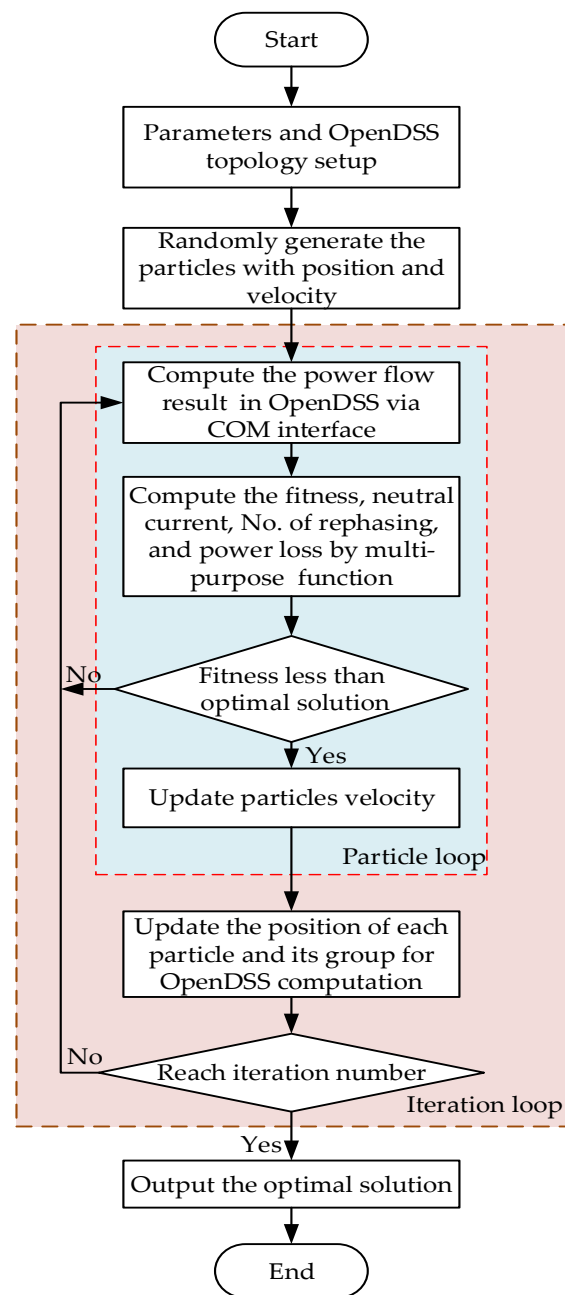 Start
Parameters and OpenDSS
topology setup
Randomly generate the
particles with position and
velocity
Compute the power flow
result in OpenDSS via
COM interface
Compute the fitness, neutral
current, No. of rephasing,
and power loss by multi-
purpose function
Fitness less than
optimal solution
No
Yes
Update particles velocity
Particle loop
Update the position of each
particle and its group for
OpenDSS computation
No
Reach iteration number
Iteration loop
Yes
Output the optimal solution
End